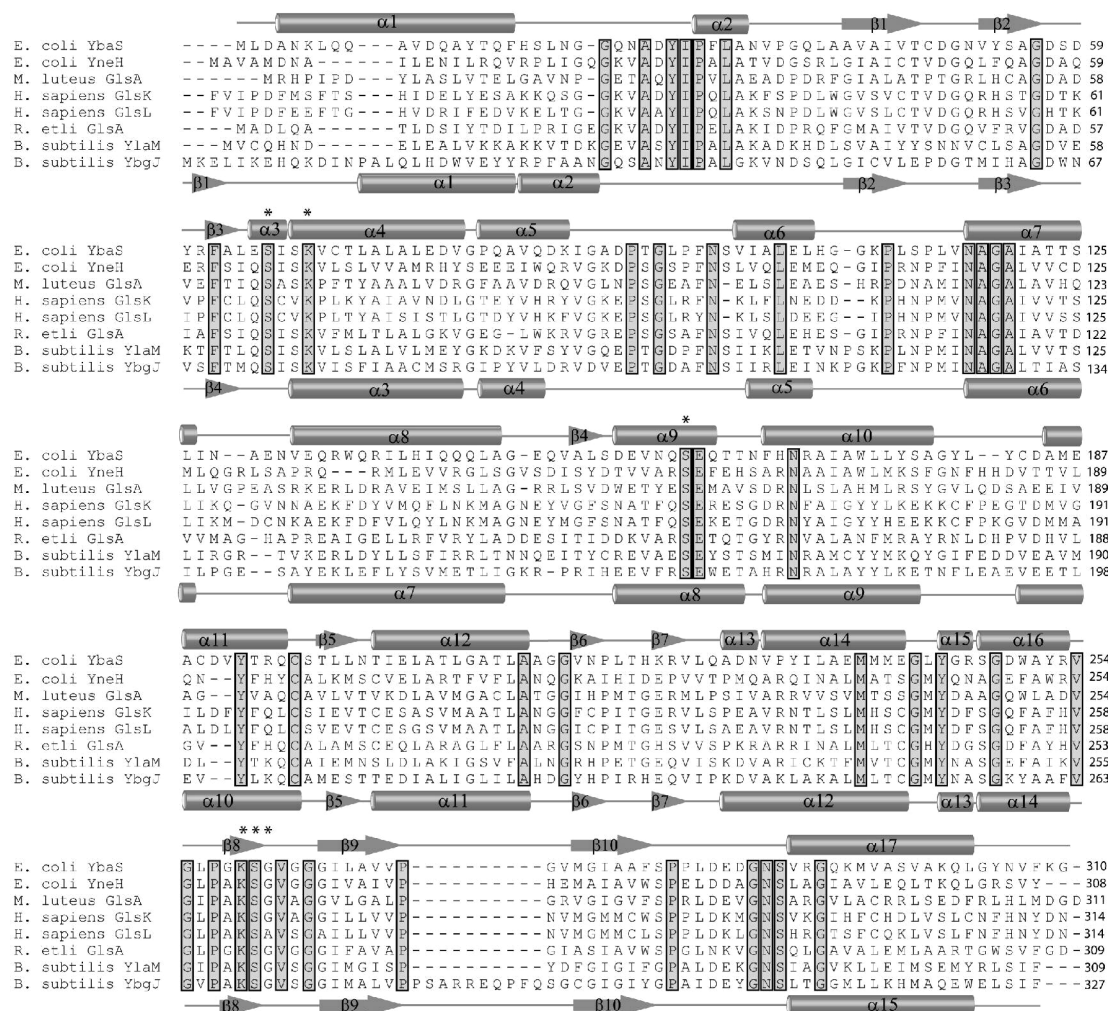 α1 α2 β1 β2
E. coli YbaS ----MLDANKLQQ---AVDQAYTQFHSLNG-GQNADYIPFLANVPGQLAAVAIVTCDGNVYSAGDSD 59
E. coli YneH --MAVAMDNA------ILENILRQVRPLIGQGKVADYIPALATVDGSRLGIAICTVDGQLFQAGDAQ 59
M. luteus GlsA -----MRHPIPD----YLASLVTELGAVNP-GETAQYIPVLAEADPDRFGIALATPTGRLHCAGDAD 58
H. sapiens GlsK --FVIPDFMSFTS---HIDELYESAKKQSG-GKVADYIPQLAKFSPDLWGVSVCTVDGQRHSTGDTK 61
H. sapiens GlsL --FVIPDFEEFTG---HVDRIFEDVKELTG-GKVAAYIPQLAKSNPDLWGVSLCTVDGQRHSVGHTK 61
R. etli GlsA ----MADLQA------TLDSIYTDILPRIGEGKVADYIPELAKIDPRQFGMAIVTVDGQVFRVGDAD 57
B. subtilis YlaM ---MVCQHND------ELEALVKKAKKVTDKGEVASYIPALAKADKHDLSVAIYYSNNVCLSAGDVE 58
B. subtilis YbgJ MKELIKEHQKDINPALQLHDWVEYYRPFAANGQSANYIPALGKVNDSQLGICVLEPDGTMIHAGDWN 67
β1 α1 α2 β2 β3
* *
β3 α3 α4 α5 α6 α7
E. coli YbaS YRFALESISKVCTLALALEDVGPQAVQDKIGADPTGLPFNSVIALELHG-GKPLSPLVNAGAIATTS 125
E. coli YneH ERFSIQSISKVLSLVVAMRHYSEEEIWQRVGKDPSGSPFNSLVQLEMEQ-GIPRNPFINAGALVVCD 125
M. luteus GlsA VEFTIQSASKPFTYAAALVDRGFAAVDRQVGLNPSGEAFNELSLEAES-HRPDNAMINAGALAVHQ 123
H. sapiens GlsK VPFCLQSCVKPLKYAIAVNDLGTEYVHRYVGKEPSGLRFNKLFLNEDD-KPHNPMVNAGAIVVTS 125
H. sapiens GlsL IPFCLQSCVKPLTYAISISTLGTDYVHKFVGKEPSGLRYNKLSLDEEG-IPHNPMVNAGAIVVSS 125
R. etli GlsA IAFSIQSISKVFMLTLALGKVGEG-LWKRVGREPSGSAFNSIVQLEHES-GIPRNPFINAGAIAVTD 122
B. subtilis YlaM KTFTLQSISKVLSLALVLMEYGKDKVFSYVGQEPTGDPFNSIIKLETVNPSKPLNPMINAGALVVTS 125
B. subtilis YbgJ VSFTMQSISKVISFIAACMSRGIPYVLDRVDVEPTGDAFNSIIRLEINKPGKPFNPMINAGALTIAS 134
β4 α3 α4 α5 α6
*
α8 β4 α9 α10
E. coli YbaS LIN--AENVEQRWQRILHIQQQLAG-EQVALSDEVNQSEQTTNFHNRAIAWLLYSAGYL--YCDAME 187
E. coli YneH MLQGRLSAPRQ--RMLEVVRGLSGVSDISYDTVVARSEFEHSARNAAIAWLMKSFGNFHHDVTTVL 189
M. luteus GlsA LLVGPEASRKERLDRAVEIMSLLAG-RRLSVDWETYESEMAVSDRNLSLAHMLRSYGVLQDSAEEIV 189
H. sapiens GlsK LIKQ-GVNNAEKFDYVMQFLNKMAGNEYVGFSNATFQSERESGDRNFAIGYYLKEKKCFPEGTDMVG 191
H. sapiens GlsL LIKM-DCNKAEKFDFVLQYLNKMAGNEYMGFSNATFQSEKETGDRNYAIGYYHEEKKCFPKGVDMMA 191
R. etli GlsA VVMAG-HAPREAIGELLRFVRYLADDESITIDDKVARSETQTGYRNVALANFMRAYRNLDHPVDHVL 188
B. subtilis YlaM LIRGR--TVKERLDYLLSFIRRLTNNQEITYCREVAESEYSTSMINRAMCYYMKQYGIFEDDVEAVM 190
B. subtilis YbgJ ILPGE--SAYEKLEFLYSVMETLIGKR-PRIHEEVFRSEWETAHRNRALAYYLKETNFLEAEVEETL 198
α7 α8 α9
α11 β5 α12 β6 β7 α13 α14 α15 α16
E. coli YbaS ACDVYTRQCSTLLNTIELATLGATLAAGGVNPLTHKRVLQADNVPYILAEMMMEGLYGRSGDWAYRV 254
E. coli YneH QN--YFHYCALKMSCVELARTFVFLANQGKAIHIDEPVVTPMQARQINALMATSGMYQNAGEFAWRV 254
M. luteus GlsA AG--YVAQCAVLVTVKDLAVMGACLATGGIHPMTGERMLPSIVARRVVSVMTSSGMYDAAGQWLADV 254
H. sapiens GlsK ILDFYFQLCSIEVTCESASVMAATLANGGFCPITGERVLSPEAVRNTLSLMHSCGMYDFSGQFAFHV 258
H. sapiens GlsL ALDLYFQLCSVEVTCESGSVMAATLANGGICPITGESVLSAEAVRNTLSLMHSCGMYDFSGQFAFHV 258
R. etli GlsA GV--YFHQCALAMSCEQLARAGLFLAARGSNPMTGHSVVSPKRARRINALMLTCGHYDGSGDFAYHV 253
B. subtilis YlaM DL--YTKQCAIEMNSLDLAKIGSVFALNGRHPETGEQVISKDVARICKTFMVTCGMYNASGEFAIKV 255
B. subtilis YbgJ EV--YLKQCAMESTTEDIALIGLILAHDGYHPIRHEQVIPKDVAKLAKALMLTCGMYNASGKYAAFV 263
α10 β5 α11 β6 β7 α12 α13 α14
* * *
β8 β9 β10 α17
E. coli YbaS GLPGKSGVGGGILAVVP-----------GVMGIAAFSPPLDEDGNSVRGQKMVASVAKQLGYNVFKG- 310
E. coli YneH GLPAKSGVGGGIVAIVP-----------HEMAIAVWSPELDDAGNSLAGIAVLEQLTKQLGRSVY--- 308
M. luteus GlsA GIPAKSGVAGGVLGALP-----------GRVGIGVFSPRLDEVGNSARGVLACRRLSEDFRLHLMDGD 311
H. sapiens GlsK GLPAKSGVAGGILLVVP-----------NVMGMMCWSPPLDKMGNSVKGIHFCHDLVSLCNFHNYDN- 314
H. sapiens GlsL GLPAKSAVSGAILLVVP-----------NVMGMMCLSPPLDKLGNSHRGTSFCQKLVSLFNFHNYDN- 314
R. etli GlsA GLPAKSGVGGGIFAVAP-----------GIASIAVWSPGLNKVGNSQLGAVALEMLAARTGWSVFGD- 309
B. subtilis YlaM GIPAKSGVSGGIMGISP-----------YDFGIGIFGPALDEKGNSIAGVKLLEIMSEMYRLSIF--- 309
B. subtilis YbgJ GVPAKSGVSGGIMALVPPSARREQPFQSGCGIGIYGPAIDEYGNSLTGGMLLKHMAQEWELSIF--- 327
β8 β9 β10 α15